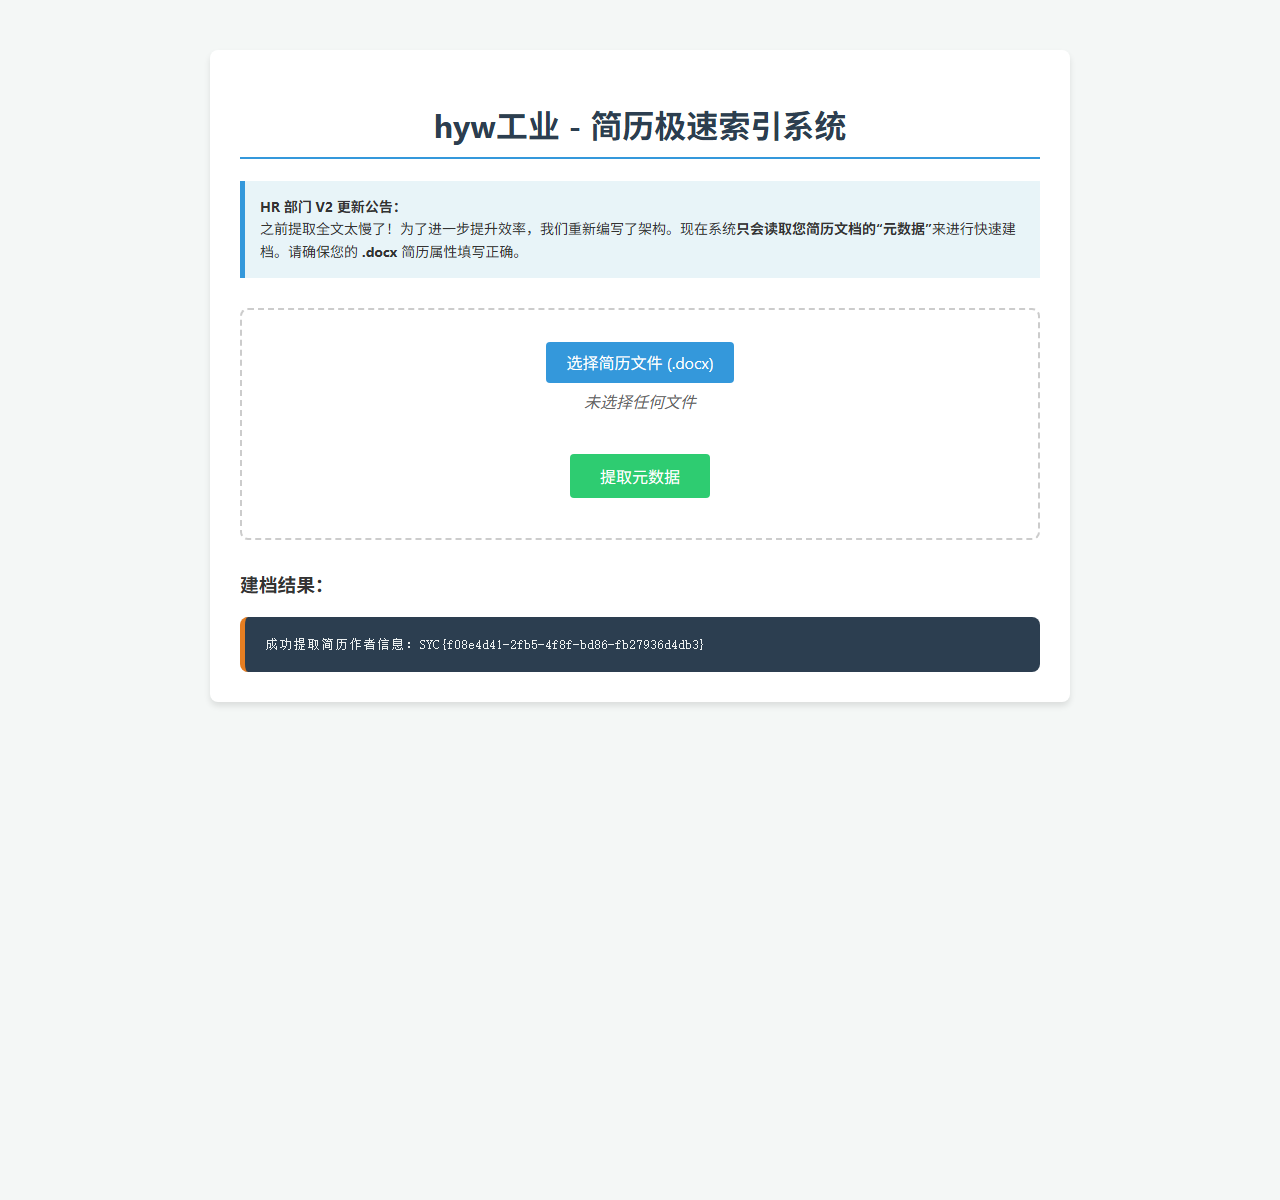 hyw工业 - 简历极速索引系统
HR 部门 V2 更新公告：
之前提取全文太慢了！为了进一步提升效率，我们重新编写了架构。现在系统只会读取您简历文档的“元数据”来进行快速建
档。请确保您的 .docx 简历属性填写正确。
选择简历文件 (.docx)
未选择任何文件
提取元数据
建档结果：
成功提取简历作者信息：SYC{f08e4d41-2fb5-4f8f-bd86-fb27936d4db3}